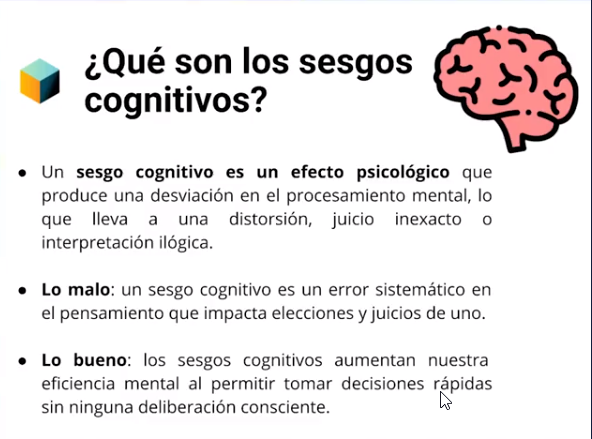 ¿Qué son los sesgos
cognitivos?
● Un sesgo cognitivo es un efecto psicológico que
produce una desviación en el procesamiento mental, lo
que lleva a una distorsión, juicio inexacto o
interpretación ilógica.
● Lo malo: un sesgo cognitivo es un error sistemático en
el pensamiento que impacta elecciones y juicios de uno.
● Lo bueno: los sesgos cognitivos aumentan nuestra
eficiencia mental al permitir tomar decisiones rápidas
sin ninguna deliberación consciente.